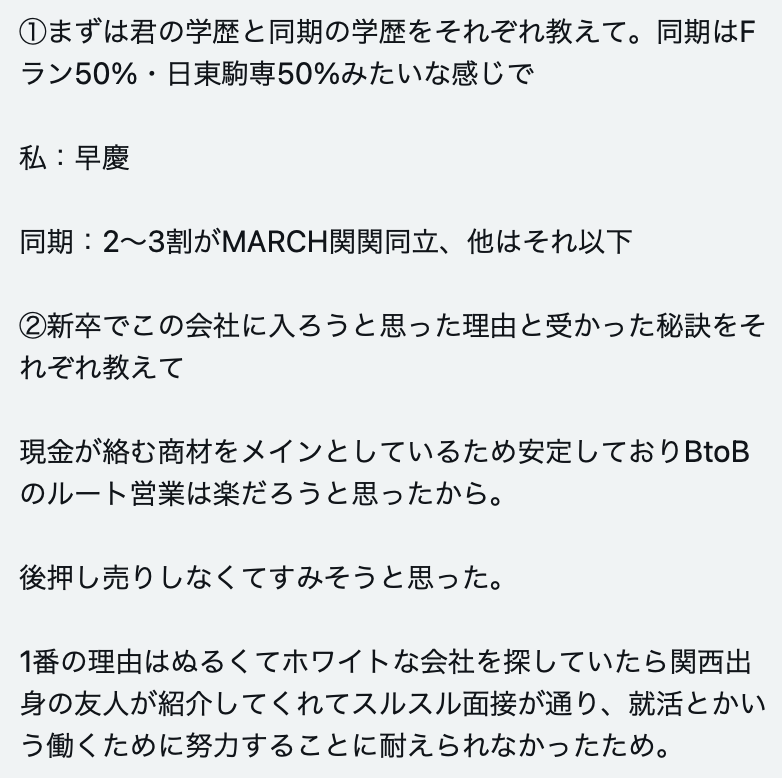 ①まずは君の学歴と同期の学歴をそれぞれ教えて。同期はF
ラン50%・日東駒専50%みたいな感じで
私：早慶
同期：2〜3割がMARCH関関同立、他はそれ以下
②新卒でこの会社に入ろうと思った理由と受かった秘訣をそ
れぞれ教えて
現金が絡む商材をメインとしているため安定しておりBtoB
のルート営業は楽だろうと思ったから。
後押し売りしなくてすみそうと思った。
1番の理由はぬるくてホワイトな会社を探していたら関西出
身の友人が紹介してくれてスルスル面接が通り、就活とかい
う働くために努力することに耐えられなかったため。